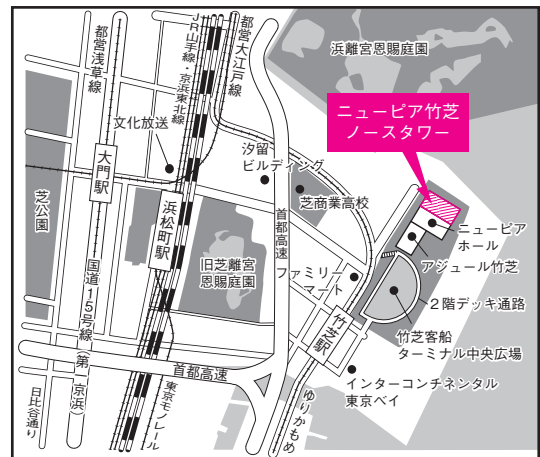 浜離宮恩賜庭園
ニューピア竹芝
ノースタワー
都営浅草線
JR山手線・京浜東北線
都営大江戸線
文化放送
汐留
ビルディング
大門駅
芝商業高校
芝公園
浜松町駅
旧芝離宮
恩賜庭園
首都高速
ニューピア
ホール
アジュール竹芝
ファミリー
マート
2階デッキ通路
竹芝駅
竹芝客船
ターミナル中央広場
国道15号線(第一京浜)
首都高速
インターコンチネンタル
東京ベイ
日比谷通り
東京モノレール
ゆりかもめ